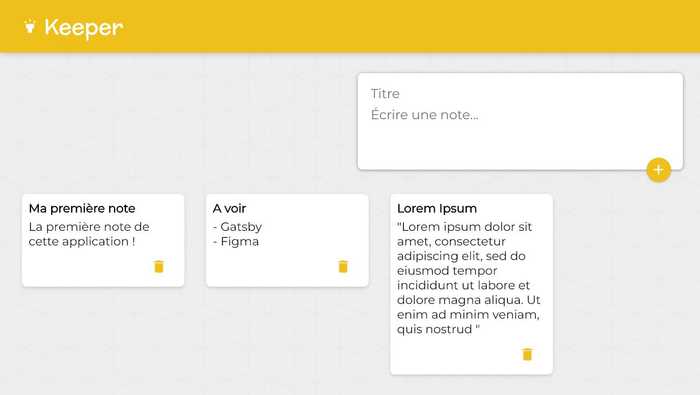 Keeper
Titre
Écrire une note...
Ma première note
La première note de
cette application !
A voir
- Gatsby
- Figma
Lorem Ipsum
"Lorem ipsum dolor sit
amet, consectetur
adipiscing elit, sed do
eiusmod tempor
incididunt ut labore et
dolore magna aliqua. Ut
enim ad minim veniam,
quis nostrud "